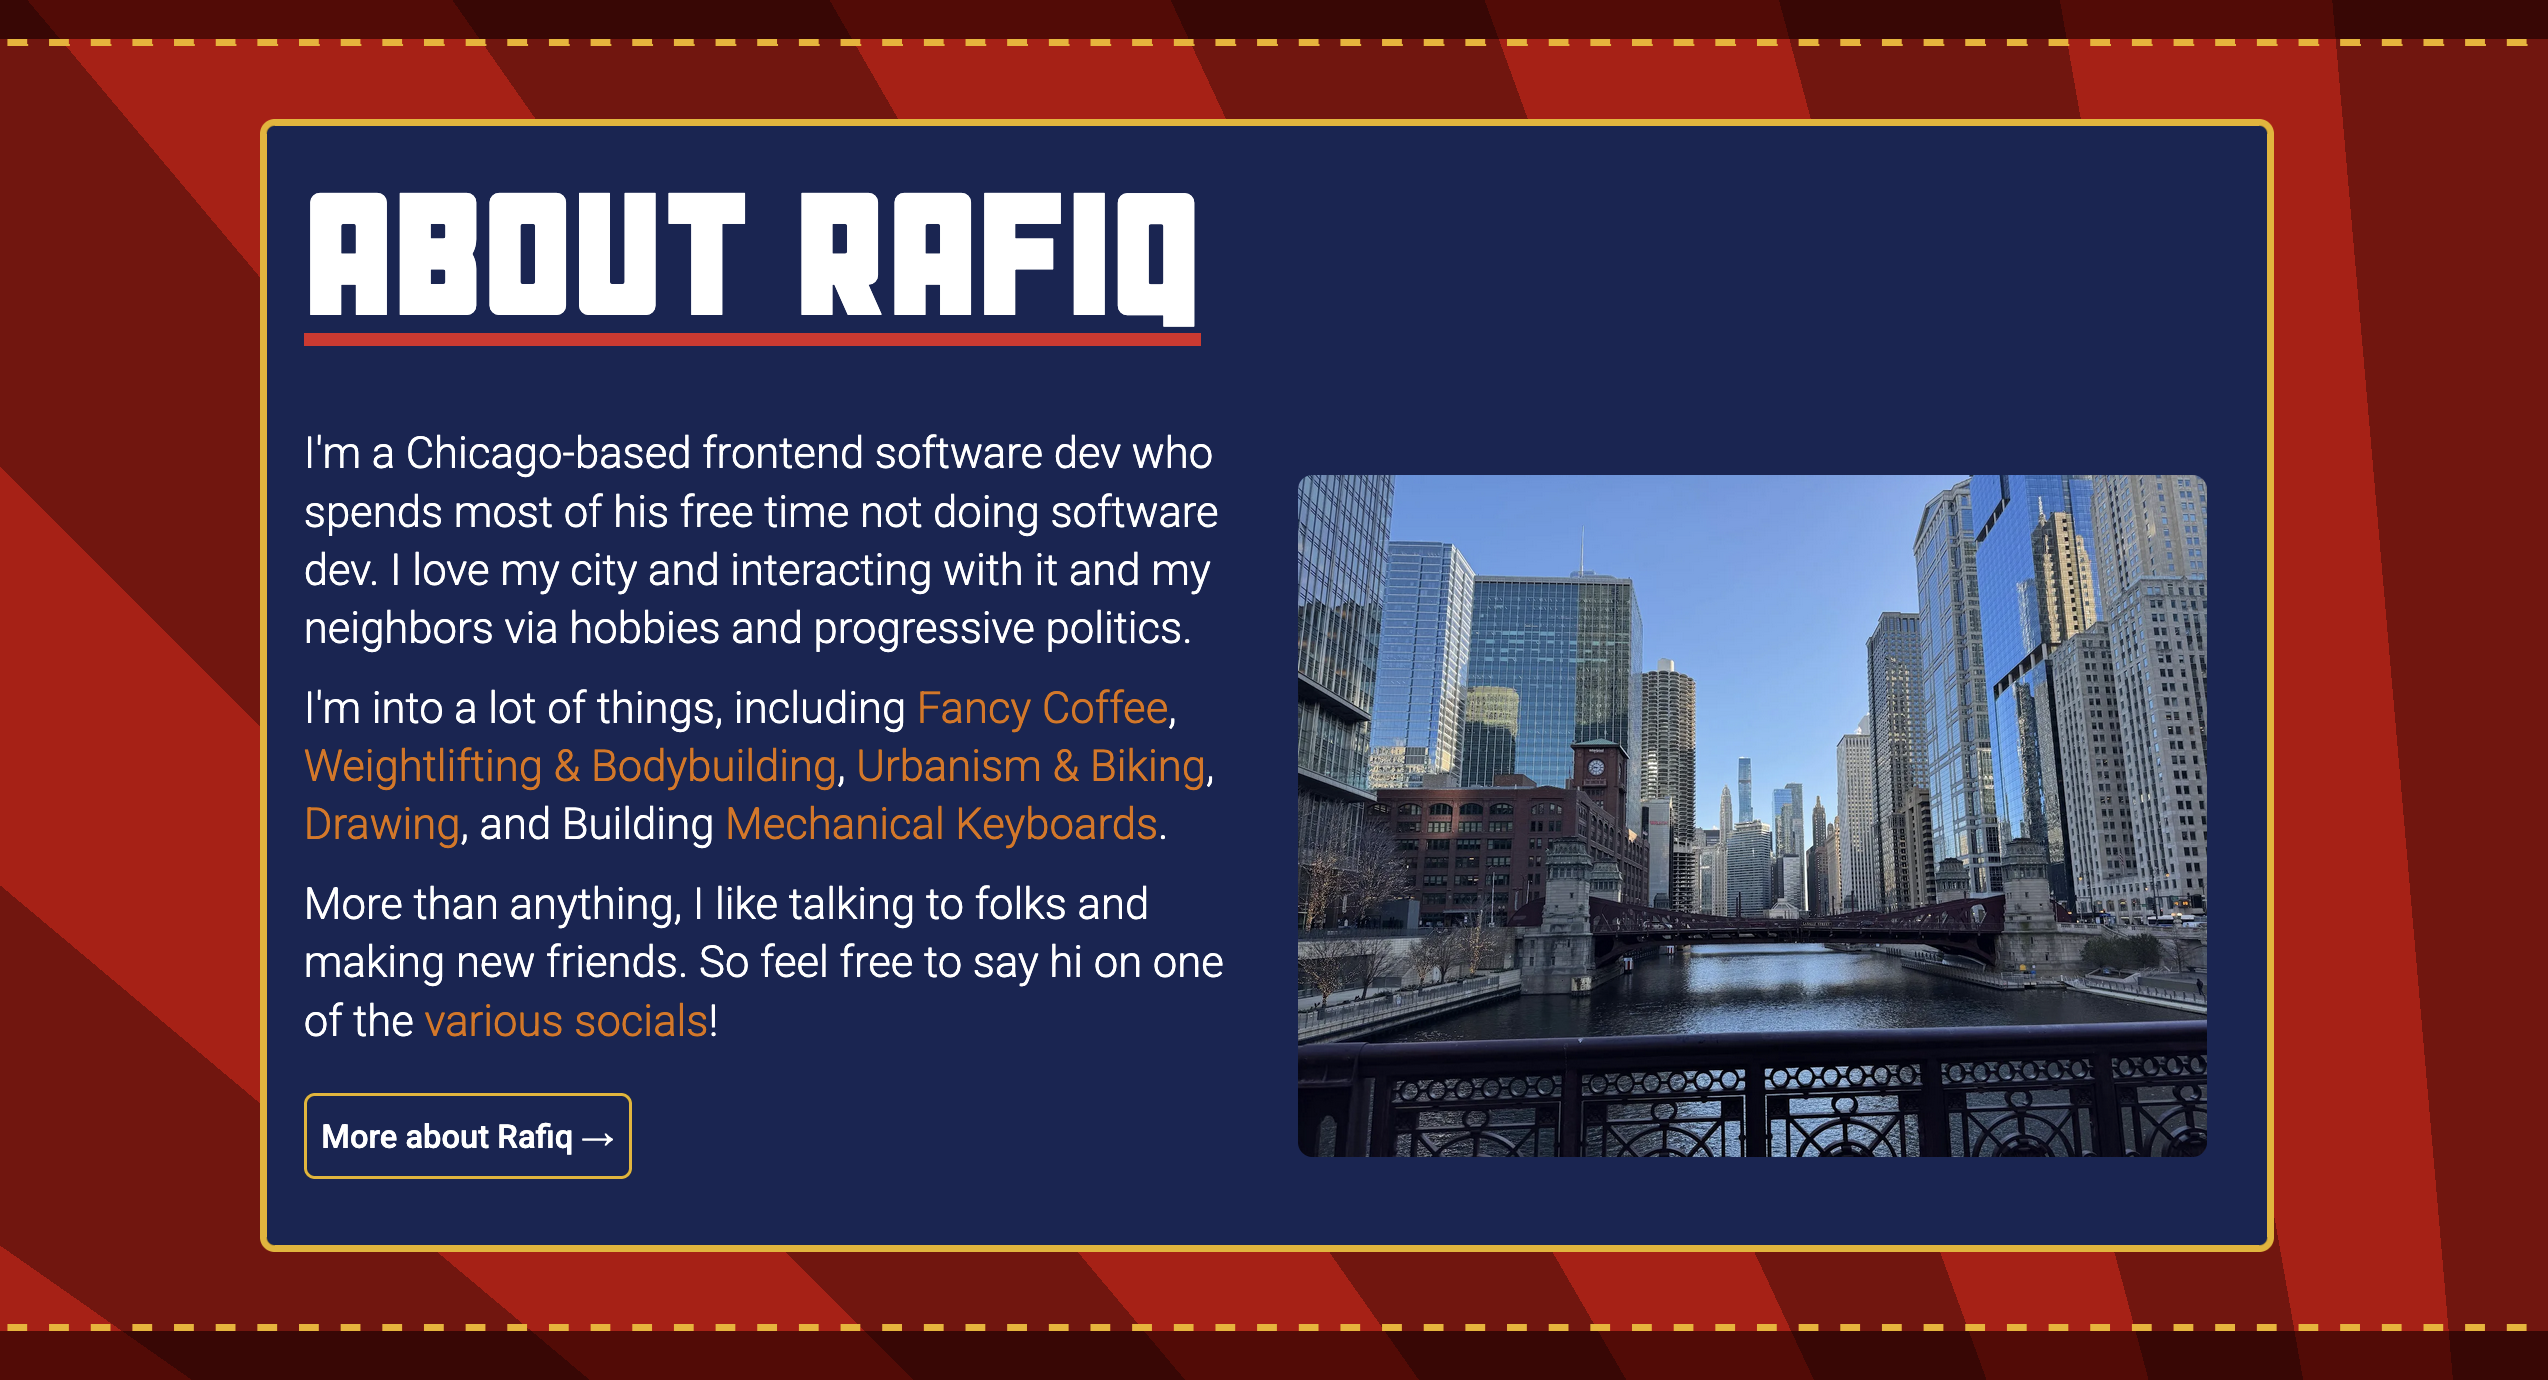 ABOUT RAFIQ
I'm a Chicago-based frontend software dev who
spends most of his free time not doing software
dev. I love my city and interacting with it and my
neighbors via hobbies and progressive politics.
I'm into a lot of things, including Fancy Coffee,
Weightlifting & Bodybuilding, Urbanism & Biking,
Drawing, and Building Mechanical Keyboards.
More than anything, I like talking to folks and
making new friends. So feel free to say hi on one
of the various socials!
More about Rafiq →